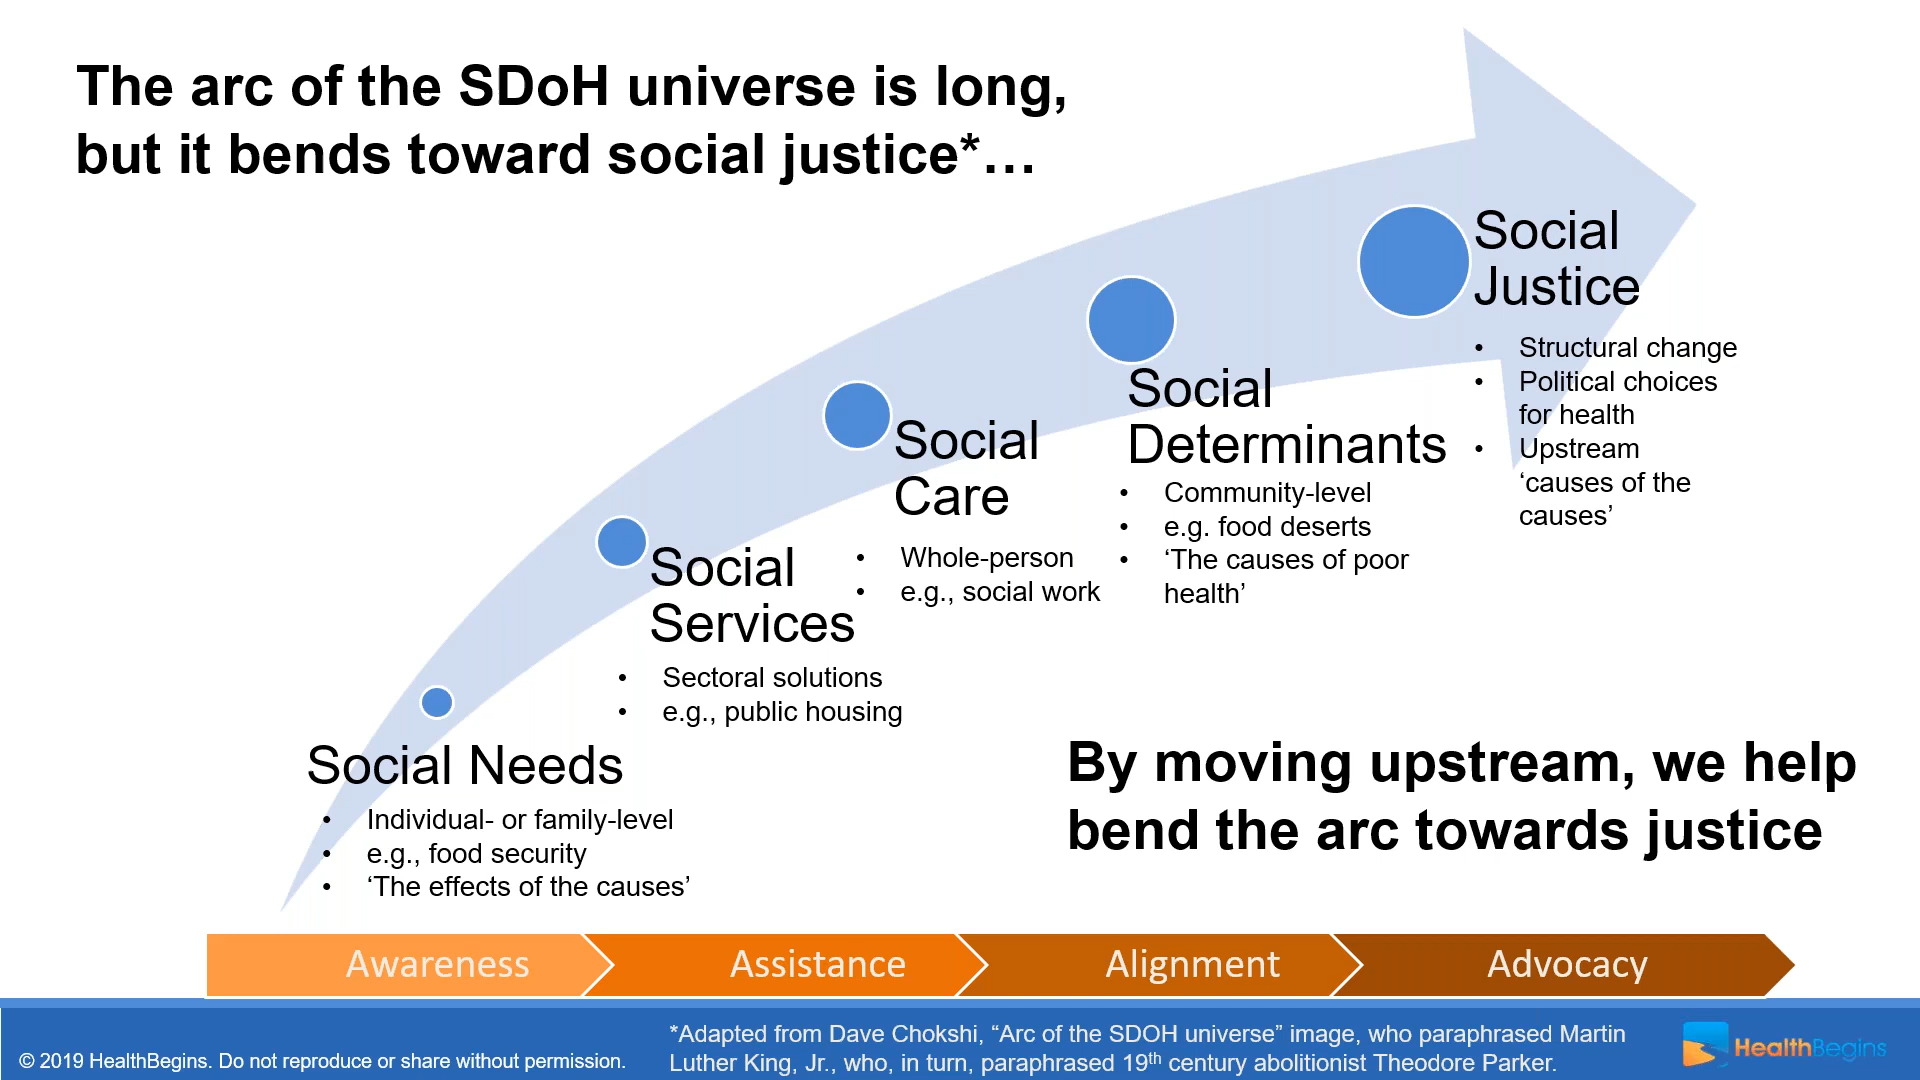 The arc of the SDoH universe is long,
but it bends toward social justice*…
Social
Justice
• Structural change
• Political choices
for health
• Upstream
‘causes of the
causes’
Social
Determinants
• Community-level
• e.g. food deserts
• ‘The causes of poor
health’
Social
Care
• Whole-person
• e.g., social work
Social
Services
• Sectoral solutions
• e.g., public housing
Social Needs
• Individual- or family-level
• e.g., food security
• ‘The effects of the causes’
By moving upstream, we help
bend the arc towards justice
Awareness
Assistance
Alignment
Advocacy
© 2019 HealthBegins. Do not reproduce or share without permission.
*Adapted from Dave Chokshi, “Arc of the SDOH universe” image, who paraphrased Martin
Luther King, Jr., who, in turn, paraphrased 19th century abolitionist Theodore Parker.
HealthBegins